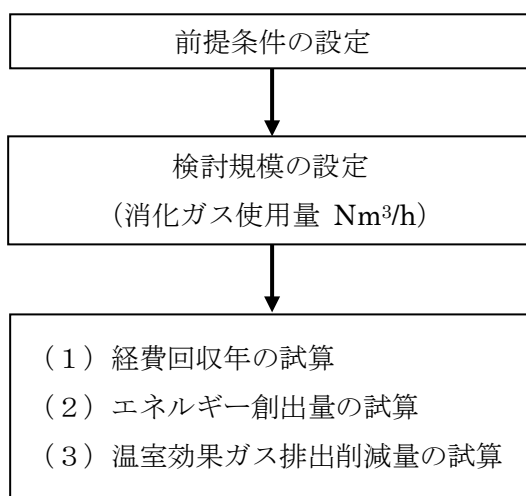 前提条件の設定
検討規模の設定
(消化ガス使用量 Nm³/h)
（１）経費回収年の試算
（２）エネルギー創出量の試算
（３）温室効果ガス排出削減量の試算